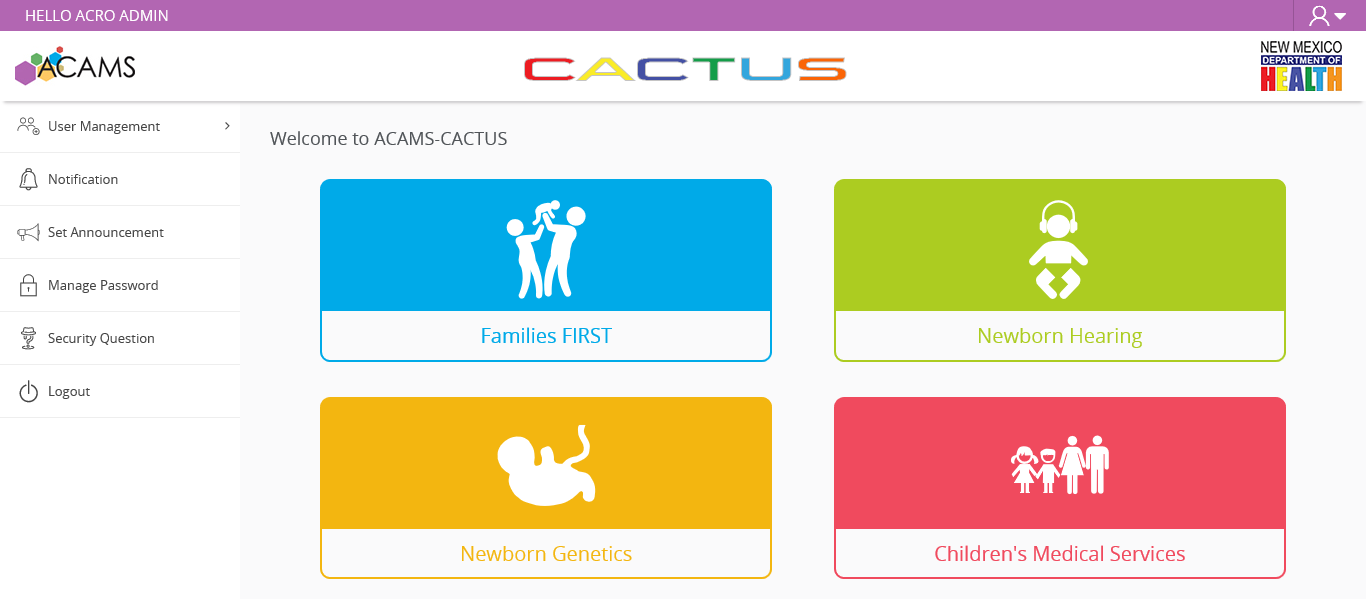 HELLO ACRO ADMIN
ACAMS
CACTUS
NEW MEXICO
DEPARTMENT OF
HEALTH
User Management
Notification
Set Announcement
Manage Password
Security Question
Logout
Welcome to ACAMS-CACTUS
Families FIRST
Newborn Hearing
Newborn Genetics
Children's Medical Services